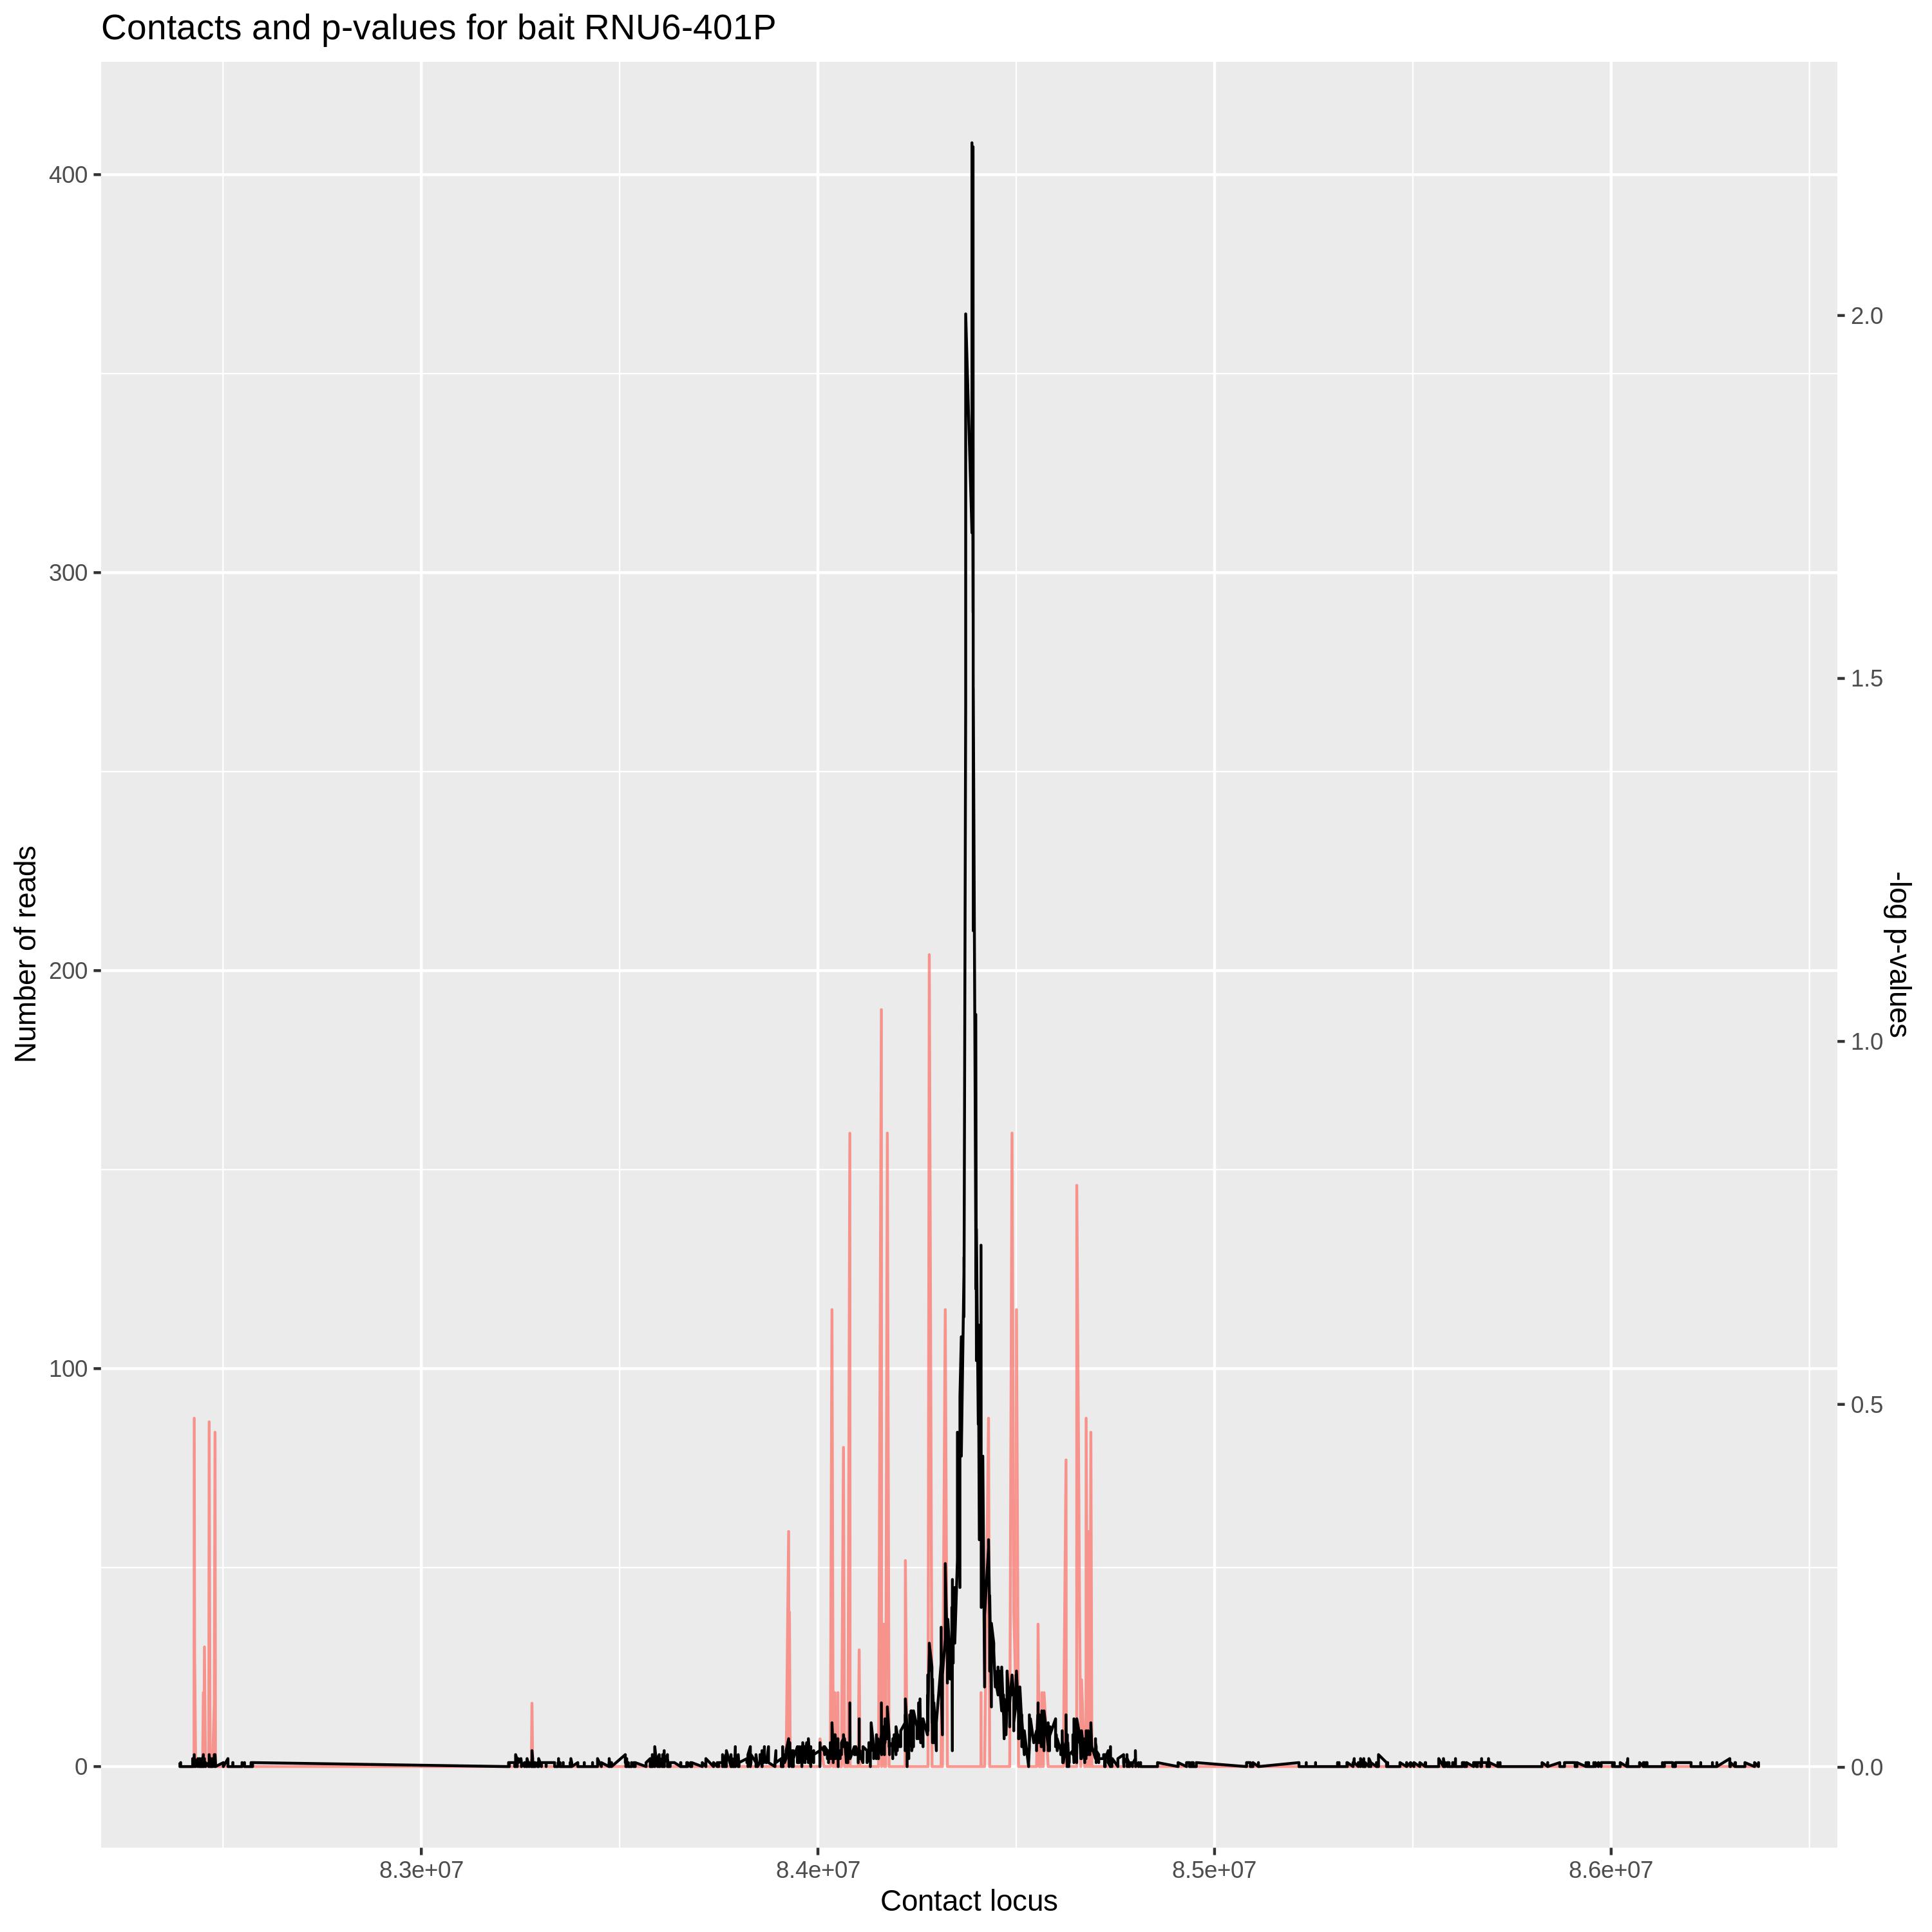 Contacts and p-values for bait RNU6-401P
400
300
200
100
0
Number of reads
2.0
1.5
1.0
0.5
0.0
-log p-values
8.3e+07
8.4e+07
8.5e+07
8.6e+07
Contact locus